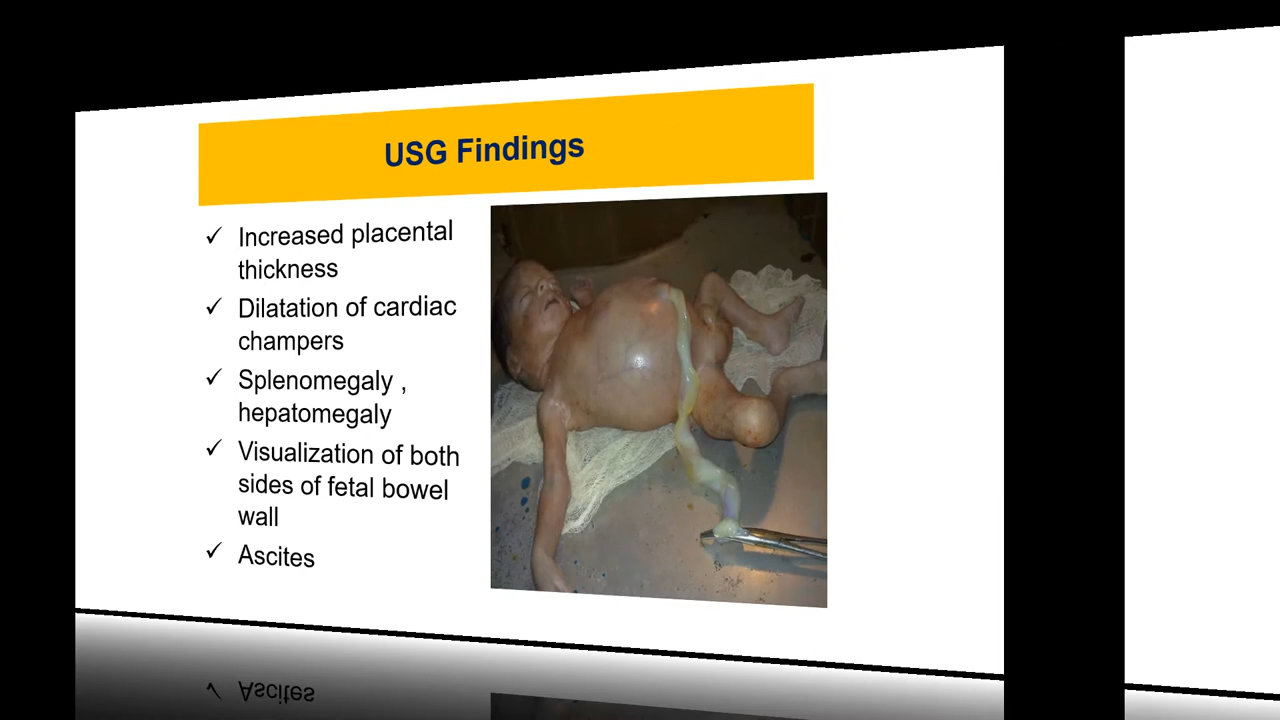 USG Findings
✓ Increased placental
thickness
✓ Dilatation of cardiac
champers
✓ Splenomegaly ,
hepatomegaly
✓ Visualization of both
sides of fetal bowel
wall
✓ Ascites
✓ Ascites